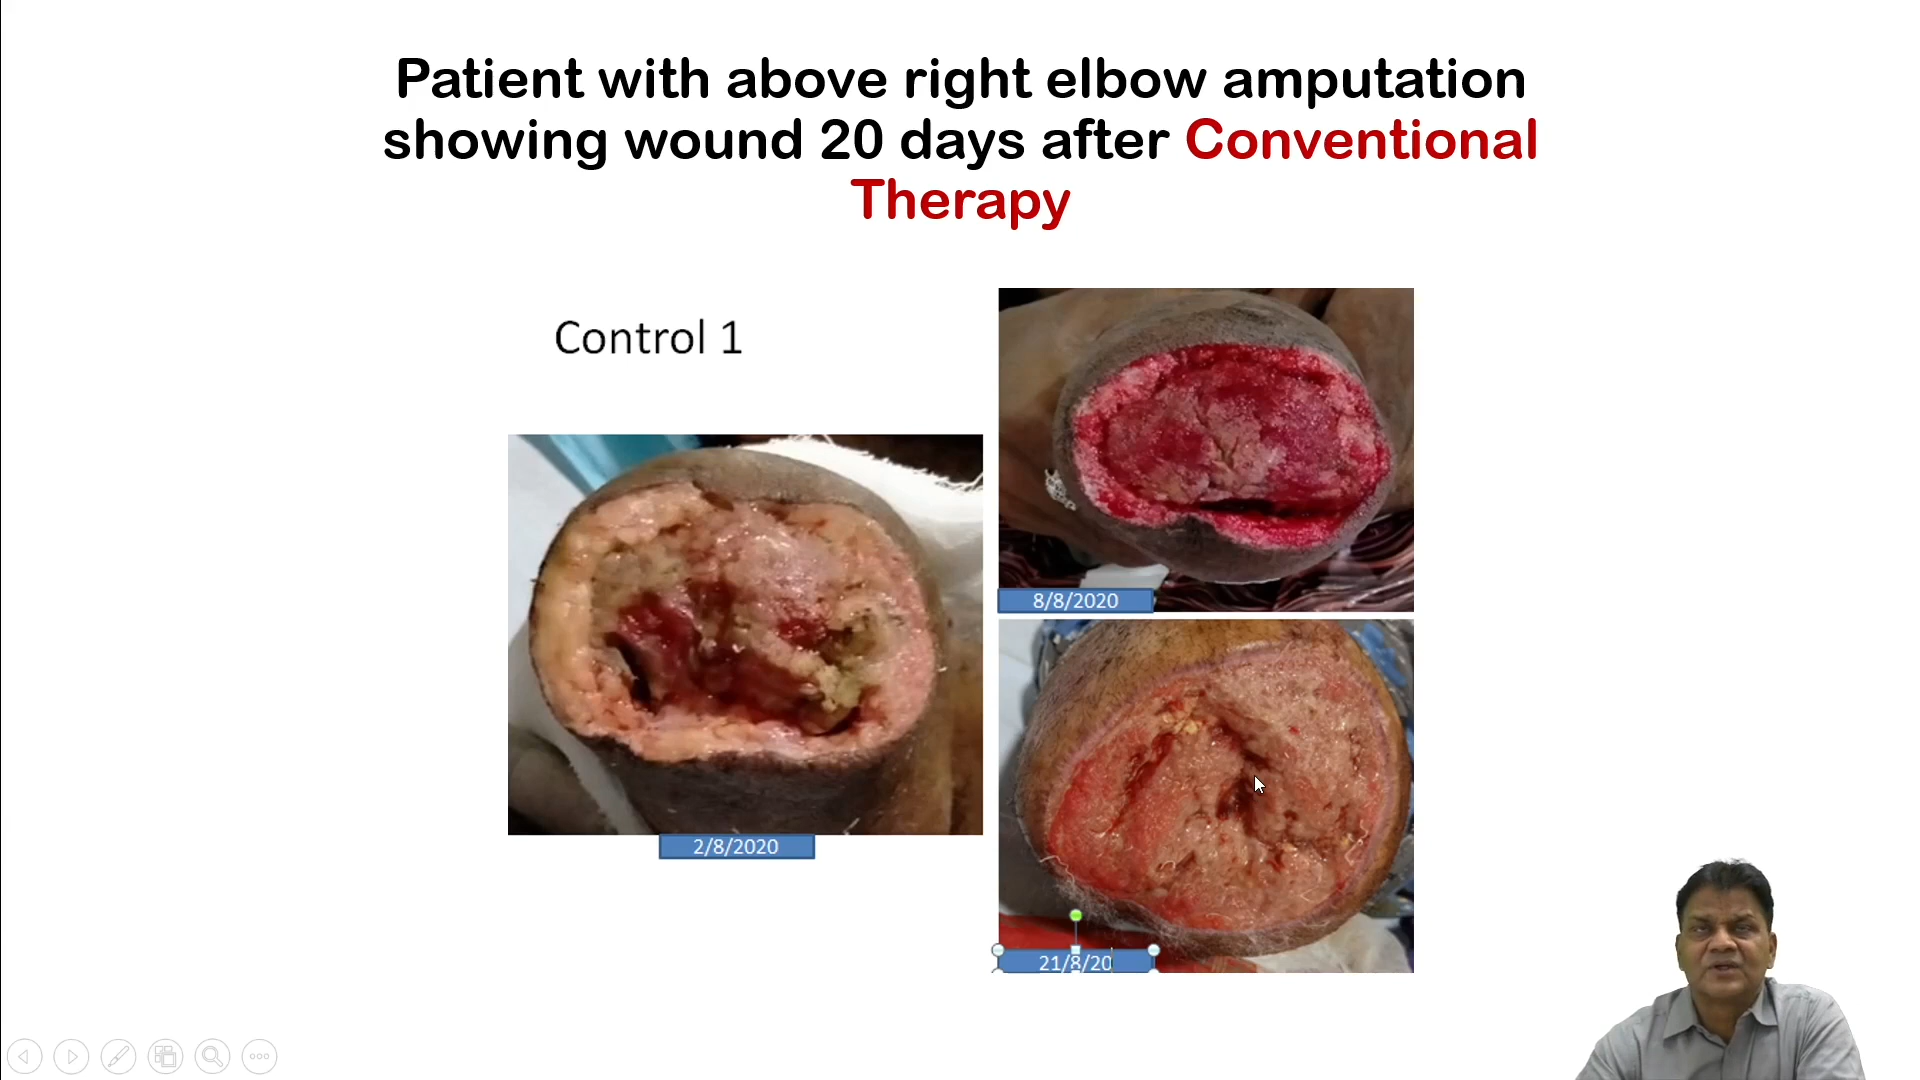 Patient with above right elbow amputation
showing wound 20 days after Conventional
Therapy
Control 1
8/8/2020
2/8/2020
21/8/20